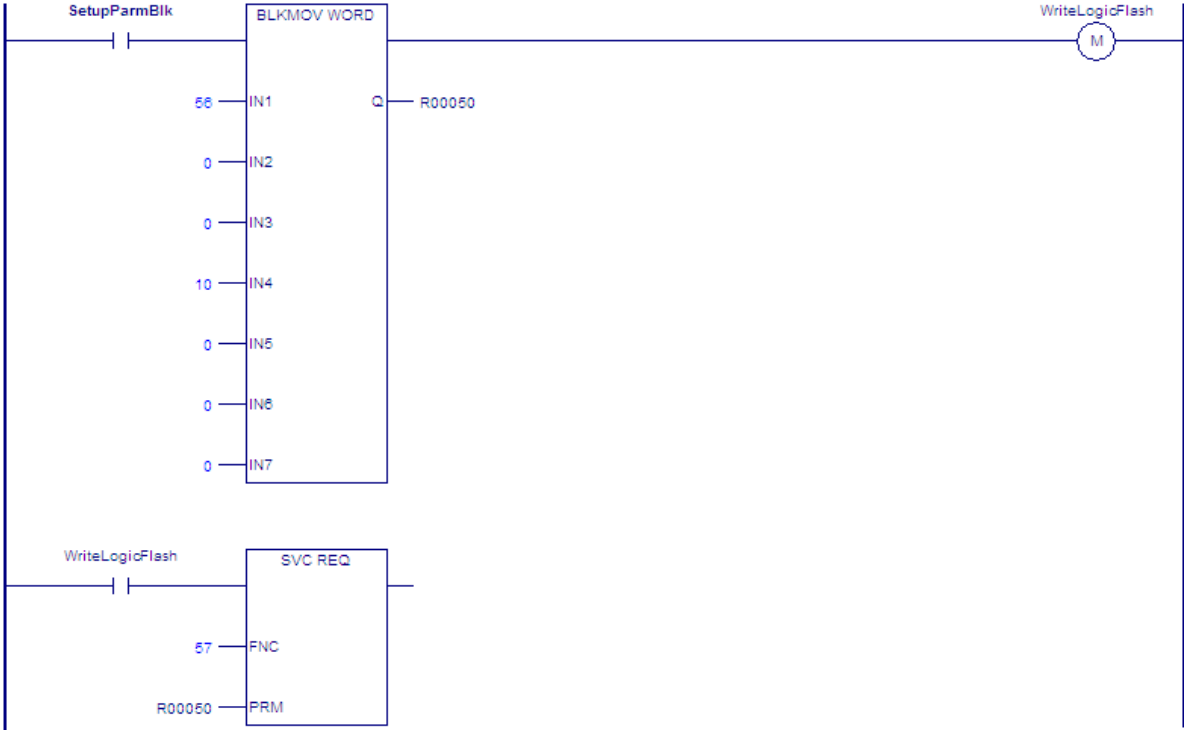 SetupParmBlk
BLKMOV WORD
WriteLogicFlash
M
56 IN1 Q R00050
0 IN2
0 IN3
10 IN4
0 IN5
0 IN6
0 IN7
WriteLogicFlash
SVC REQ
57 FNC
R00050 PRM